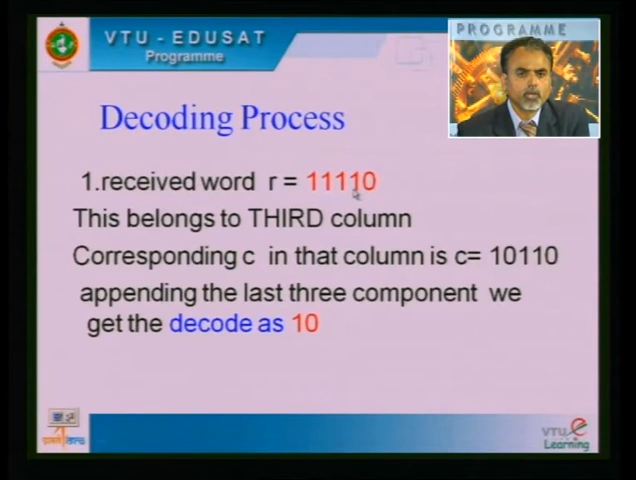 VTU - EDUSAT
Programme
PROGRAMME
Decoding Process
1.received word r = 11110
This belongs to THIRD column
Corresponding c in that column is c= 10110
appending the last three component we
get the decode as 10
VTU e
Learning